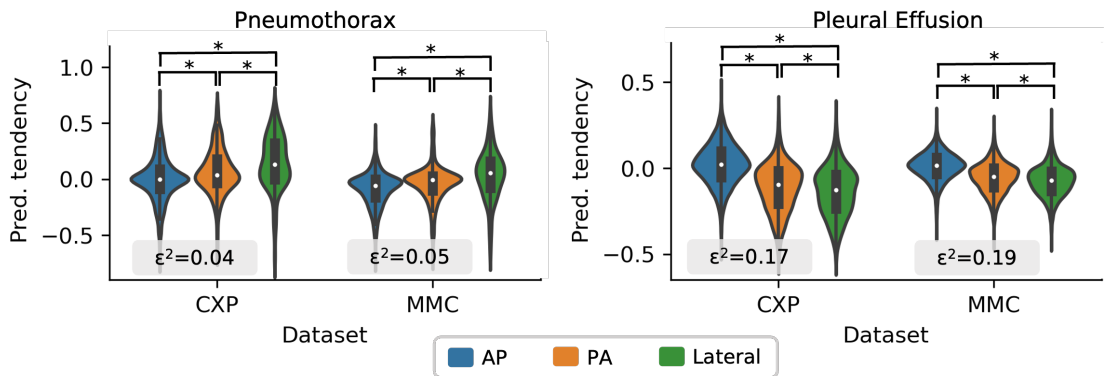 Pneumothorax
Pred. tendency
1.0
0.5
0.0
−0.5
*
*
*
*
*
*
ε²=0.04
ε²=0.05
CXP
MMC
Dataset
Pleural Effusion
Pred. tendency
0.5
0.0
−0.5
*
*
*
*
*
*
ε²=0.17
ε²=0.19
CXP
MMC
Dataset
AP PA Lateral